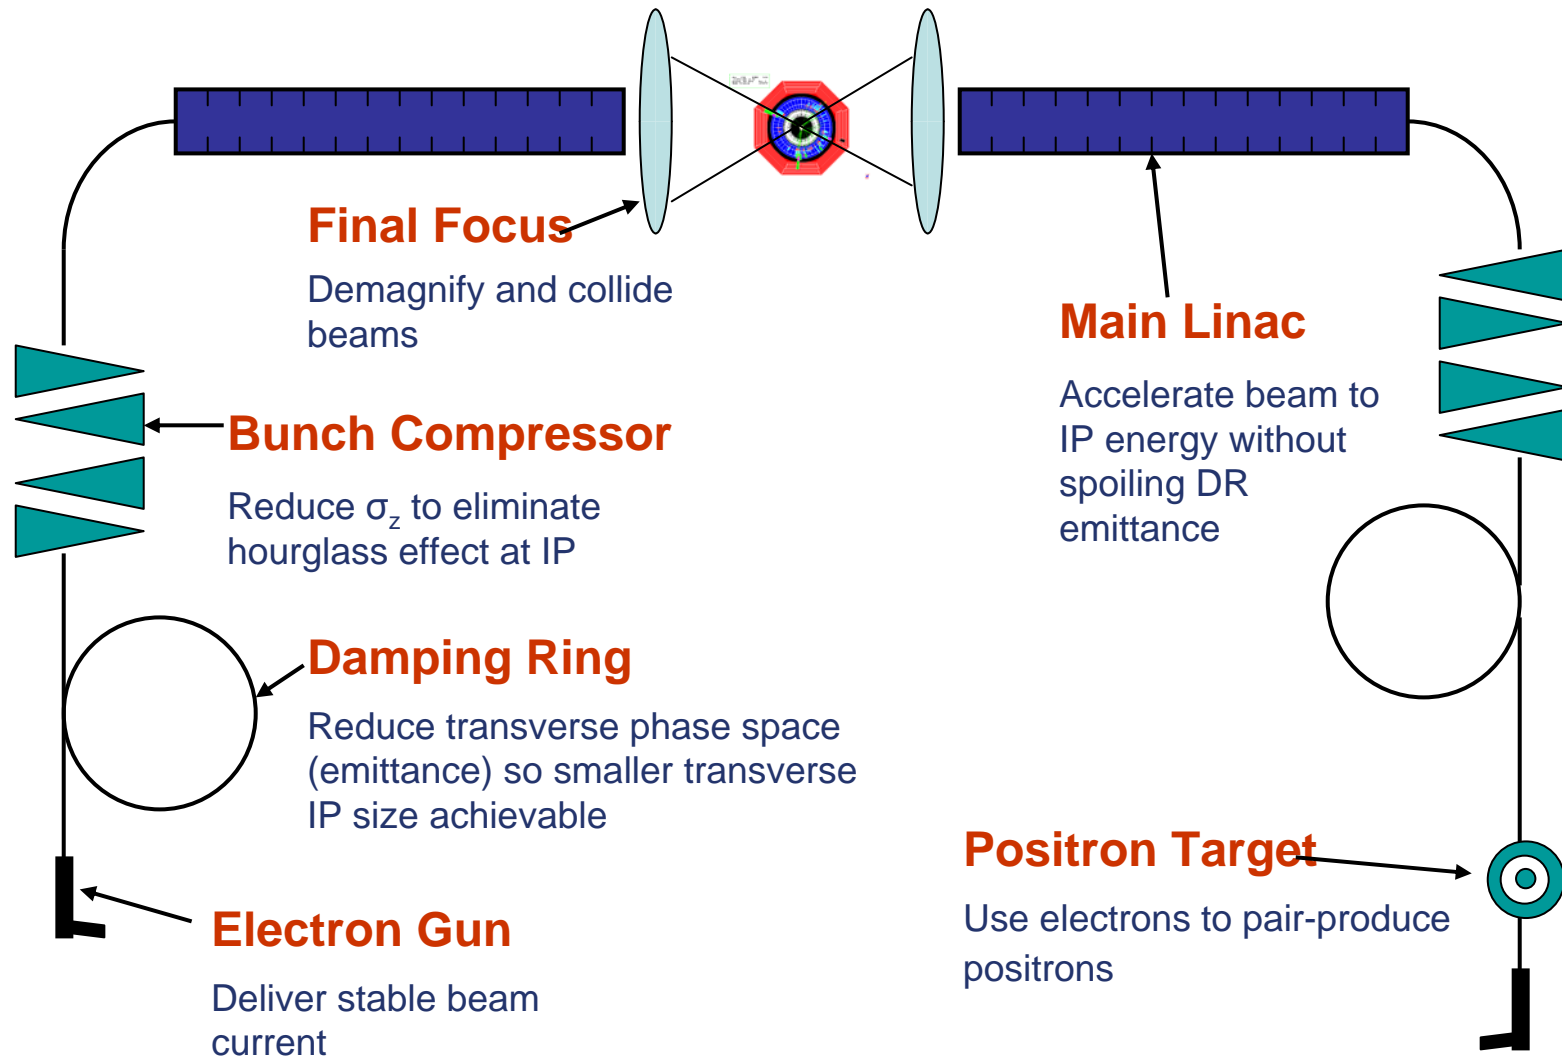 Final Focus
Demagnify and collide
beams
Main Linac
Accelerate beam to
IP energy without
spoiling DR
emittance
Bunch Compressor
Reduce σz to eliminate
hourglass effect at IP
Damping Ring
Reduce transverse phase space
(emittance) so smaller transverse
IP size achievable
Positron Target
Use electrons to pair-produce
positrons
Electron Gun
Deliver stable beam
current